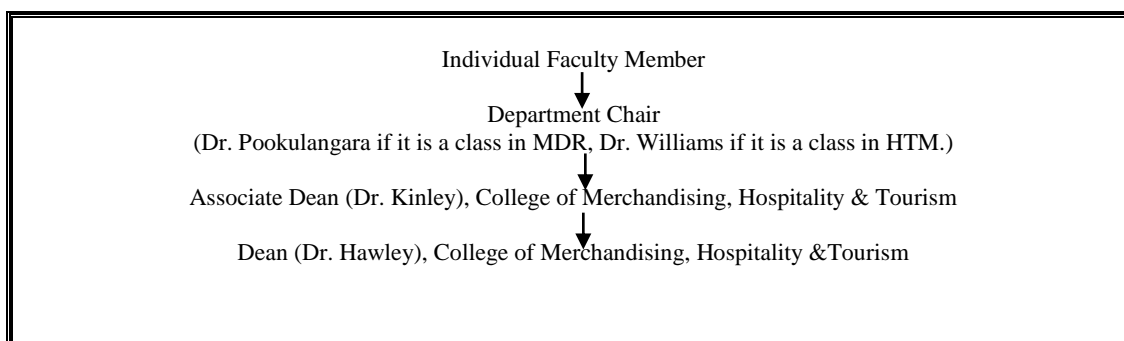 Individual Faculty Member
Department Chair
(Dr. Pookulangara if it is a class in MDR, Dr. Williams if it is a class in HTM.)
Associate Dean (Dr. Kinley), College of Merchandising, Hospitality & Tourism
Dean (Dr. Hawley), College of Merchandising, Hospitality &Tourism